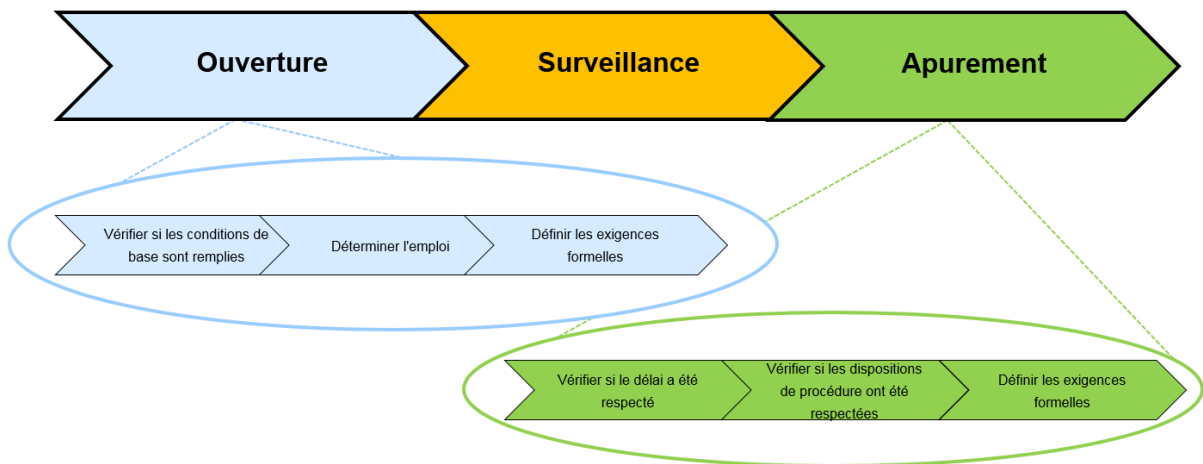 Ouverture
Surveillance
Apurement
Vérifier si les conditions de
base sont remplies
Déterminer l'emploi
Définir les exigences
formelles
Vérifier si le délai a été
respecté
Vérifier si les dispositions
de procédure ont été
respectées
Définir les exigences
formelles